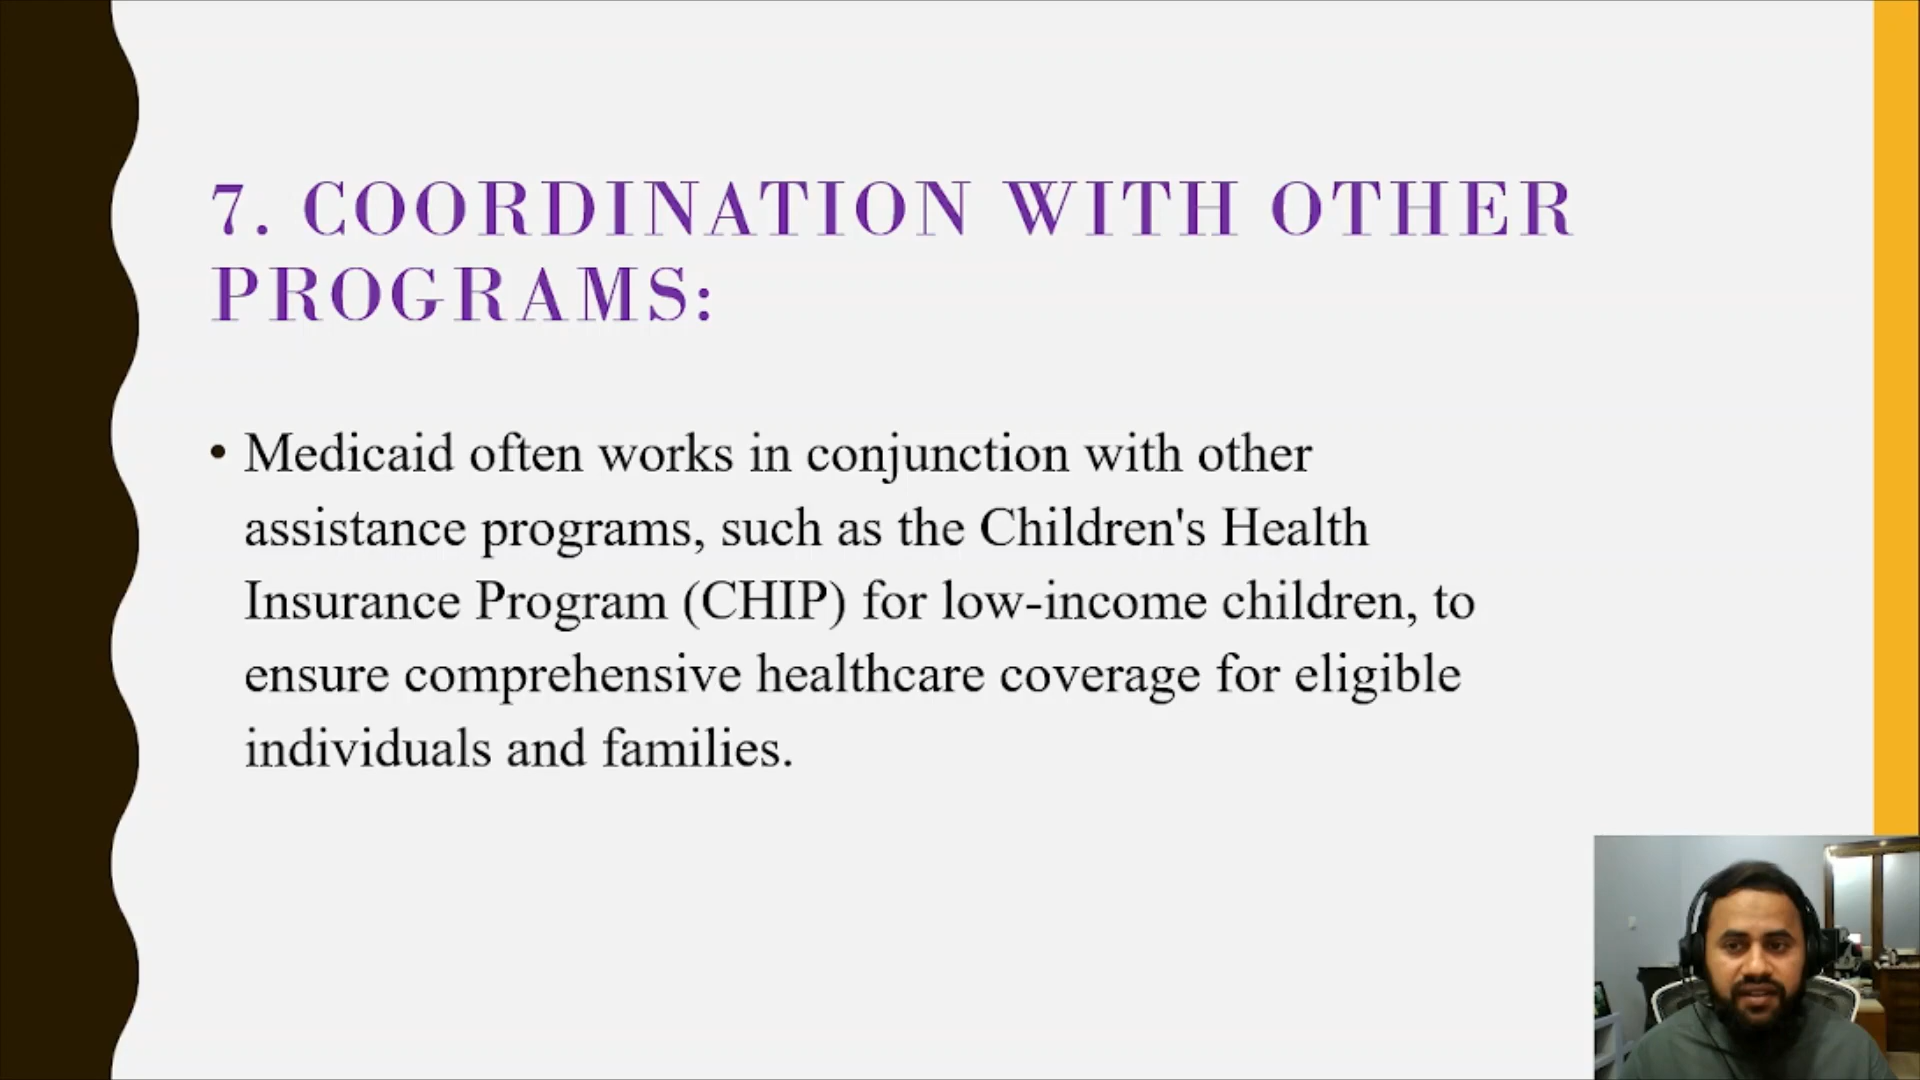 7. COORDINATION WITH OTHER
PROGRAMS:
• Medicaid often works in conjunction with other
assistance programs, such as the Children's Health
Insurance Program (CHIP) for low-income children, to
ensure comprehensive healthcare coverage for eligible
individuals and families.